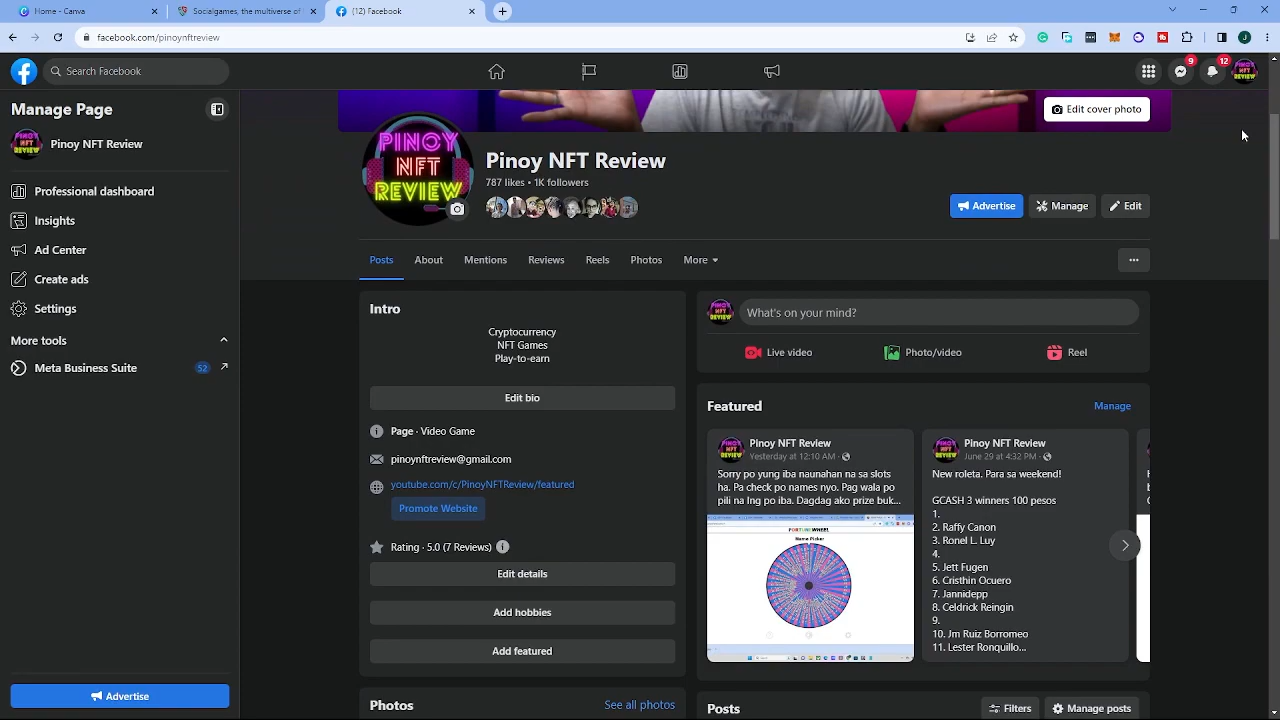 Home - Canva
Socialgames, the multiverse of
(12) Facebook
facebook.com/pinoynftreview
Search Facebook
9
12
Manage Page
Pinoy NFT Review
Professional dashboard
Insights
Ad Center
Create ads
Settings
More tools
Meta Business Suite
52
Advertise
Edit cover photo
PINOY
NFT
REVIEW
Pinoy NFT Review
787 likes • 1K followers
Advertise
Manage
Edit
Posts
About
Mentions
Reviews
Reels
Photos
More
Intro
Cryptocurrency
NFT Games
Play-to-earn
Edit bio
Page · Video Game
pinoynftreview@gmail.com
youtube.com/c/PinoyNFTReview/featured
Promote Website
Rating · 5.0 (7 Reviews)
Edit details
Add hobbies
Add featured
Photos
See all photos
What's on your mind?
Live video
Photo/video
Reel
Featured
Manage
Pinoy NFT Review
Yesterday at 12:10 AM ·
Sorry po yung iba naunahan na sa slots
ha. Pa check po names nyo. Pag wala po
pili na lng po iba. Dagdag ako prize buk...
FORTUNE WHEEL
Name Picker
Pinoy NFT Review
June 29 at 4:32 PM ·
New roleta. Para sa weekend!
GCASH 3 winners 100 pesos
1.
2. Raffy Canon
3. Ronel L. Luy
4.
5. Jett Fugen
6. Cristhin Ocuero
7. Jannidepp
8. Celdrick Reingin
9.
10. Jm Ruiz Borromeo
11. Lester Ronquillo...
Posts
Filters
Manage posts